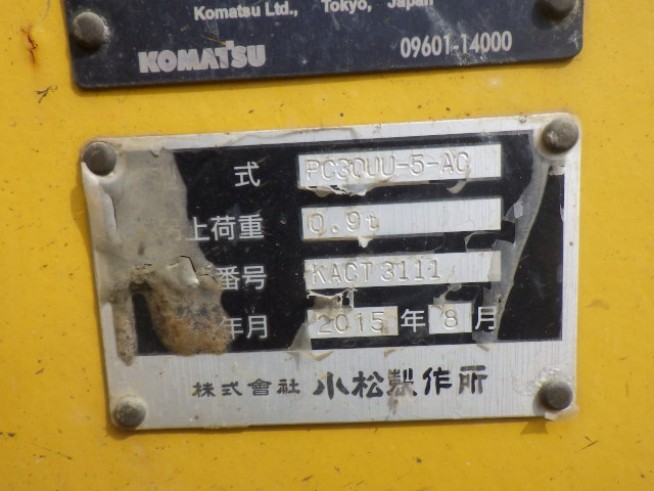 Komatsu Ltd., Tokyo, Japan
KOMATSU 09601-14000
式 PC30UU-5-AC
上荷重 0.9t
番号 KACT3111
年月 2015年8月
株式會社 小松製作所